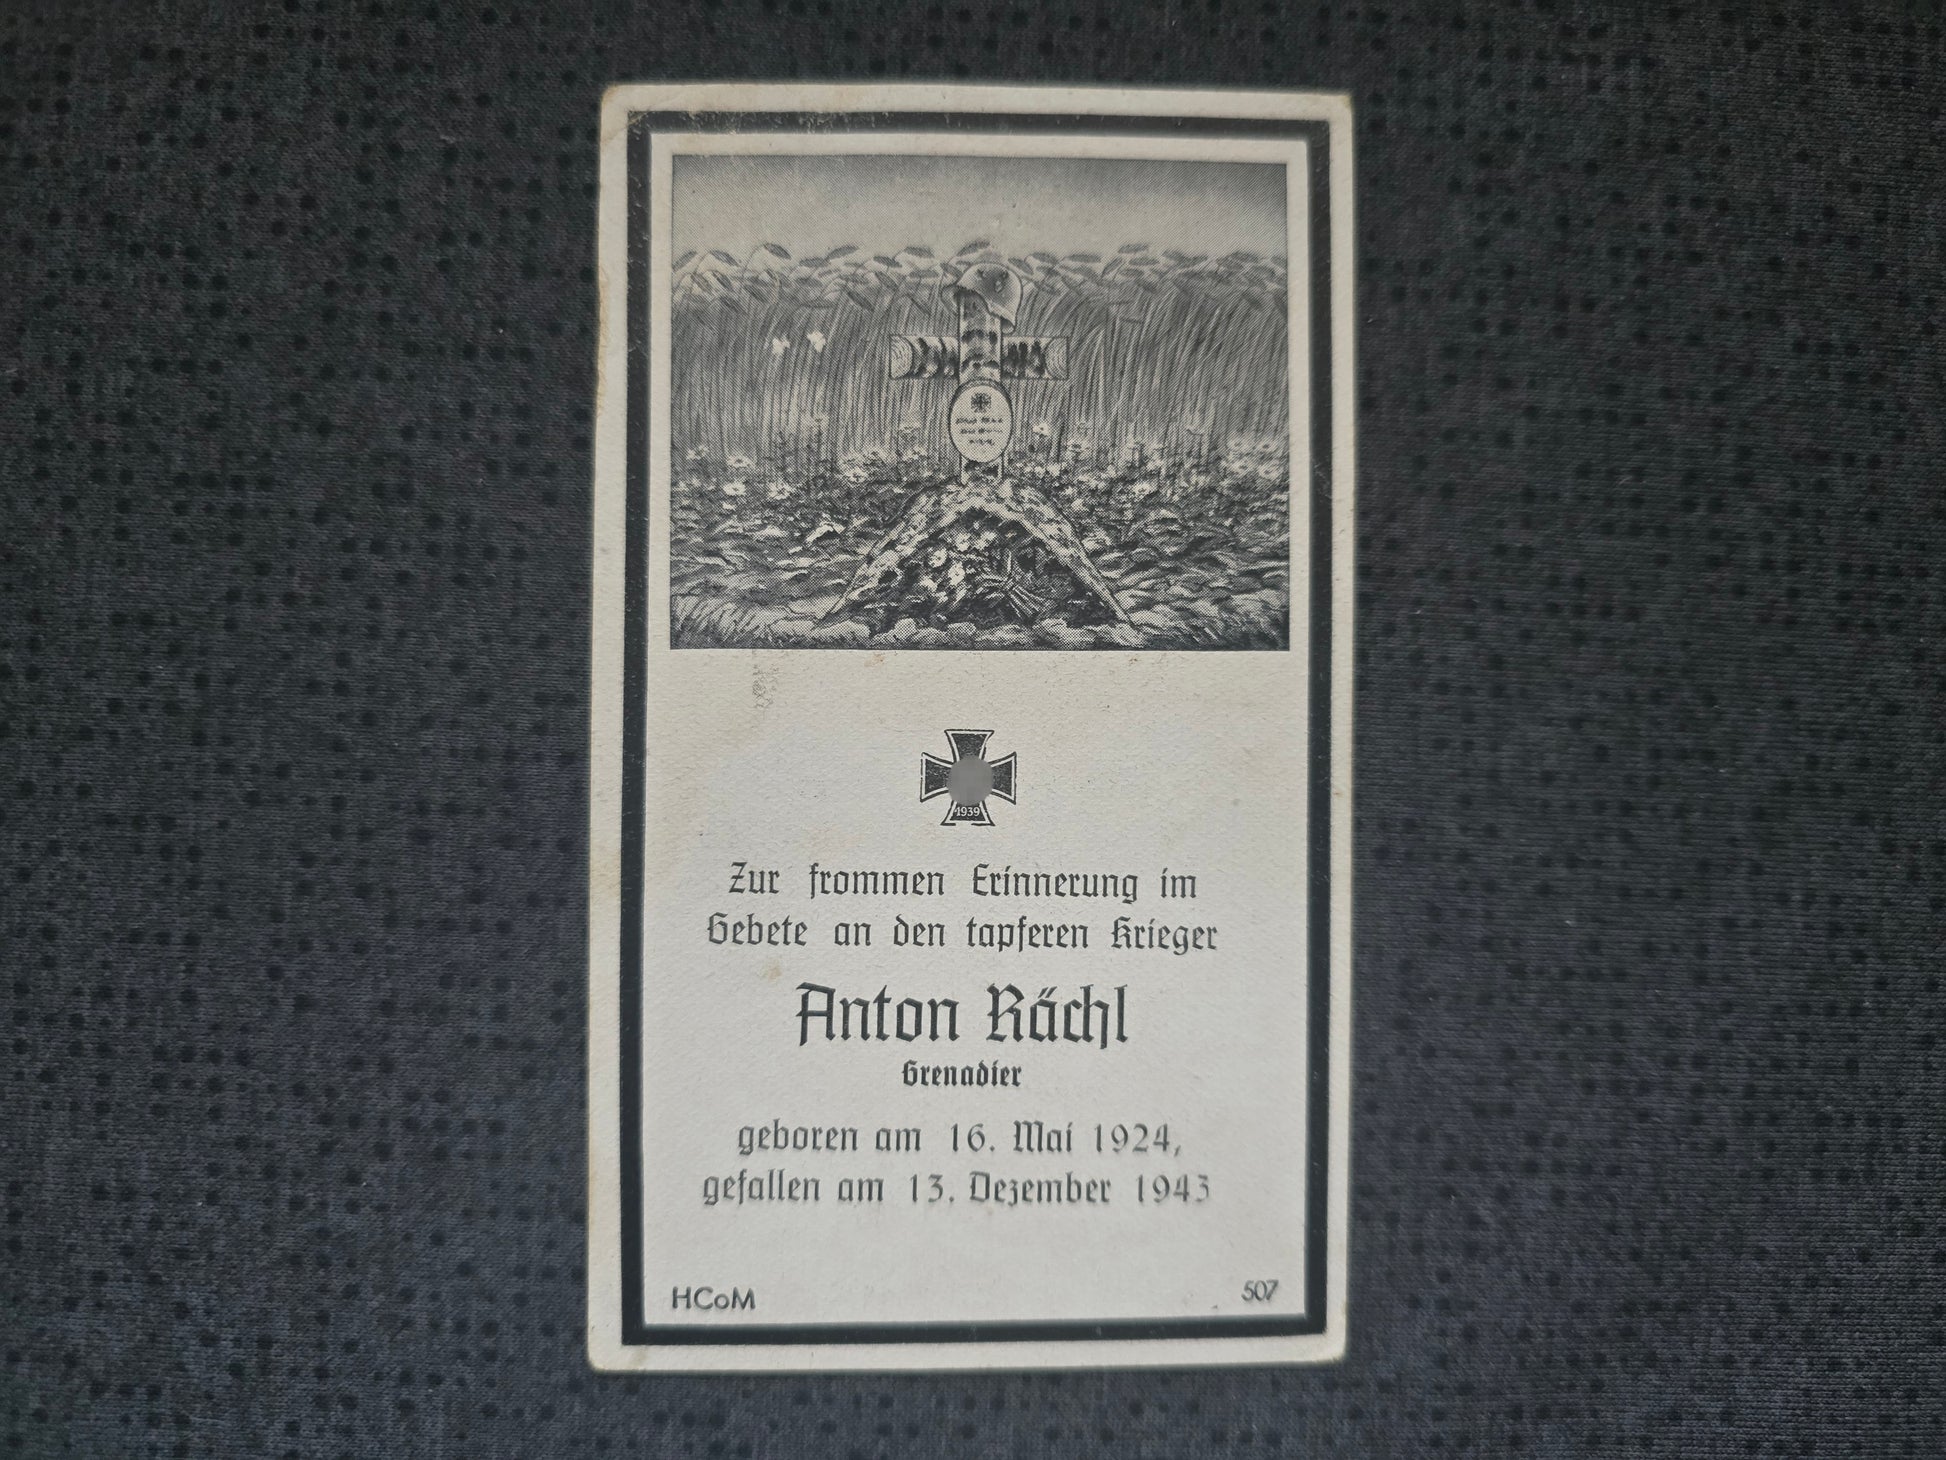 1939
Zur frommen Erinnerung im
Gebete an den tapferen Krieger
Anton Rächl
Grenadier
geboren am 16. Mai 1924,
gefallen am 13. Dezember 1943
HCoM
507